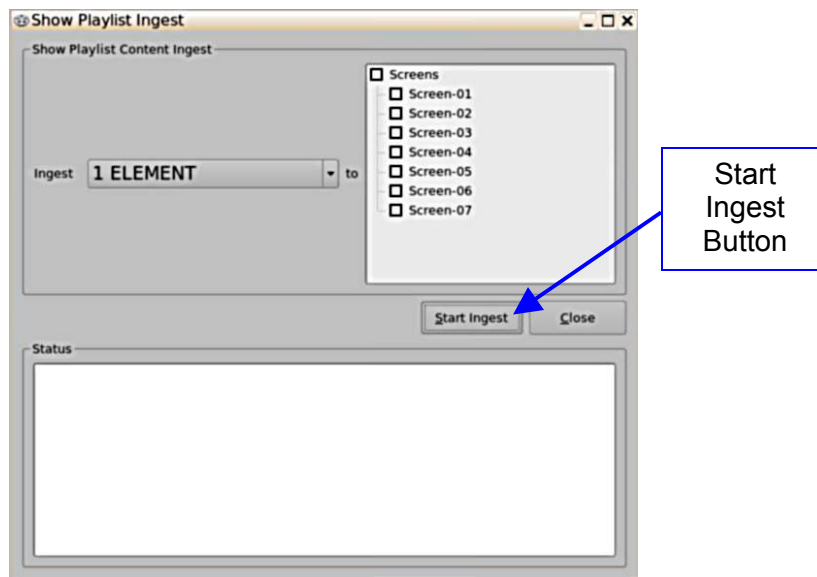 Show Playlist Ingest
Show Playlist Content Ingest
Screens
Screen-01
Screen-02
Screen-03
Screen-04
Screen-05
Screen-06
Screen-07
Ingest 1 ELEMENT to
Start Ingest Close
Status
Start
Ingest
Button